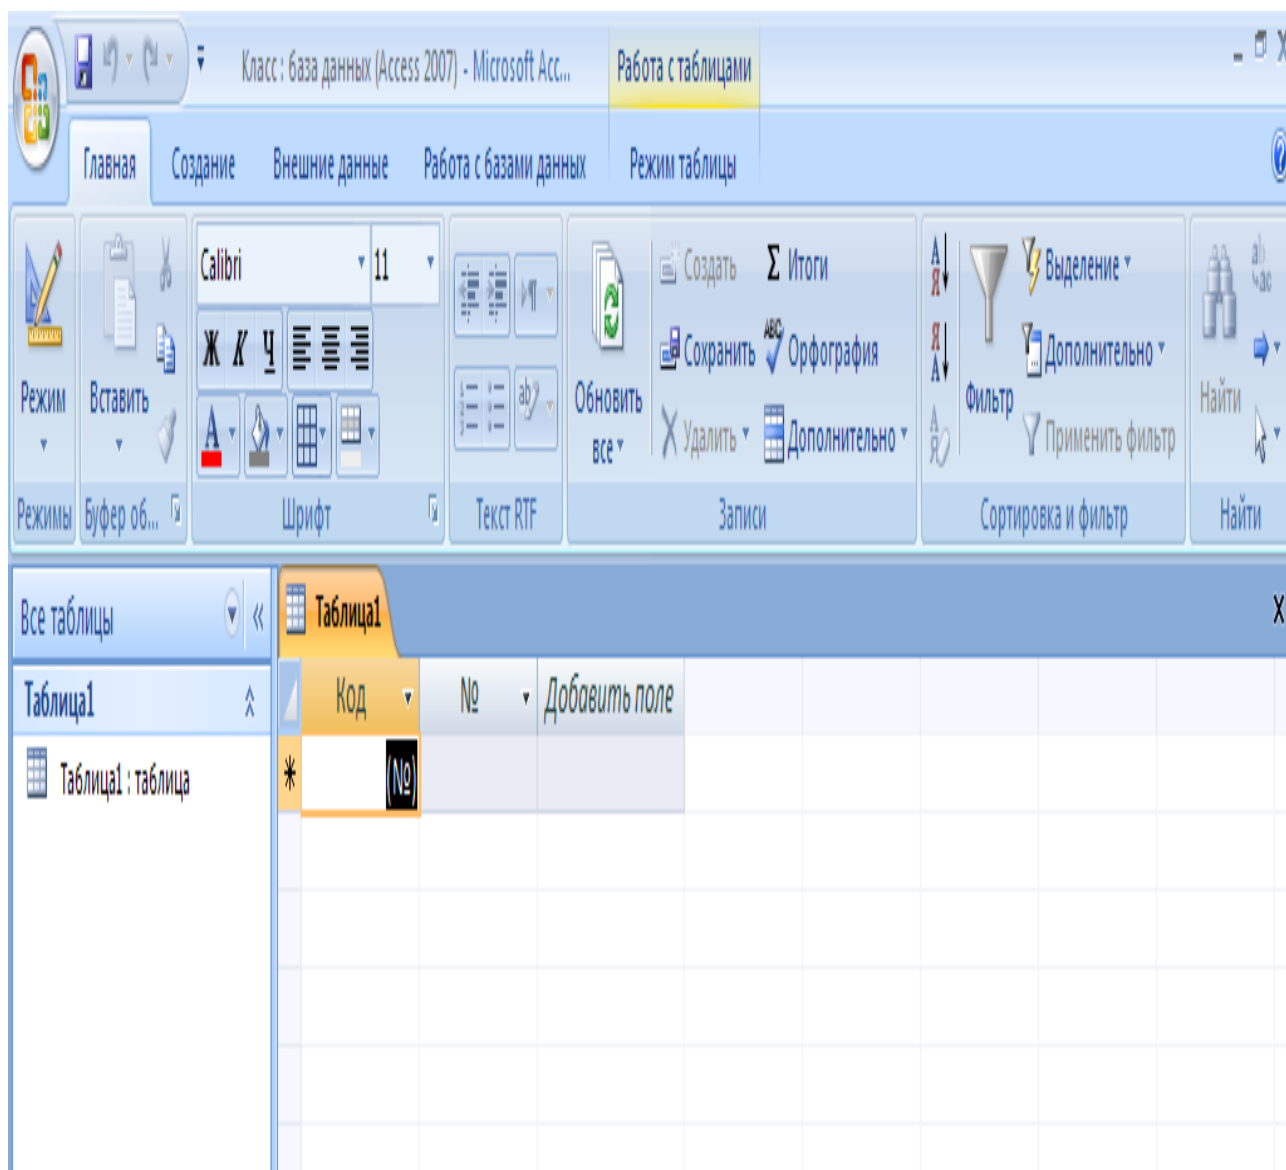 Класс : база данных (Access 2007) - Microsoft Acc...
Работа с таблицами
Главная Создание Внешние данные Работа с базами данных Режим таблицы
Calibri 11
Ж К Ч
Режим
Вставить
Обновить все
Создать
Сохранить
Удалить
Σ Итоги
ABC Орфография
Дополнительно
А Я
Я А
Фильтр
Выделение
Дополнительно
Применить фильтр
Найти
Режимы Буфер об... Шрифт Текст RTF Записи Сортировка и фильтр Найти
Все таблицы «
Таблица1
Таблица1
Таблица1 : таблица
Код № Добавить поле
* (№)